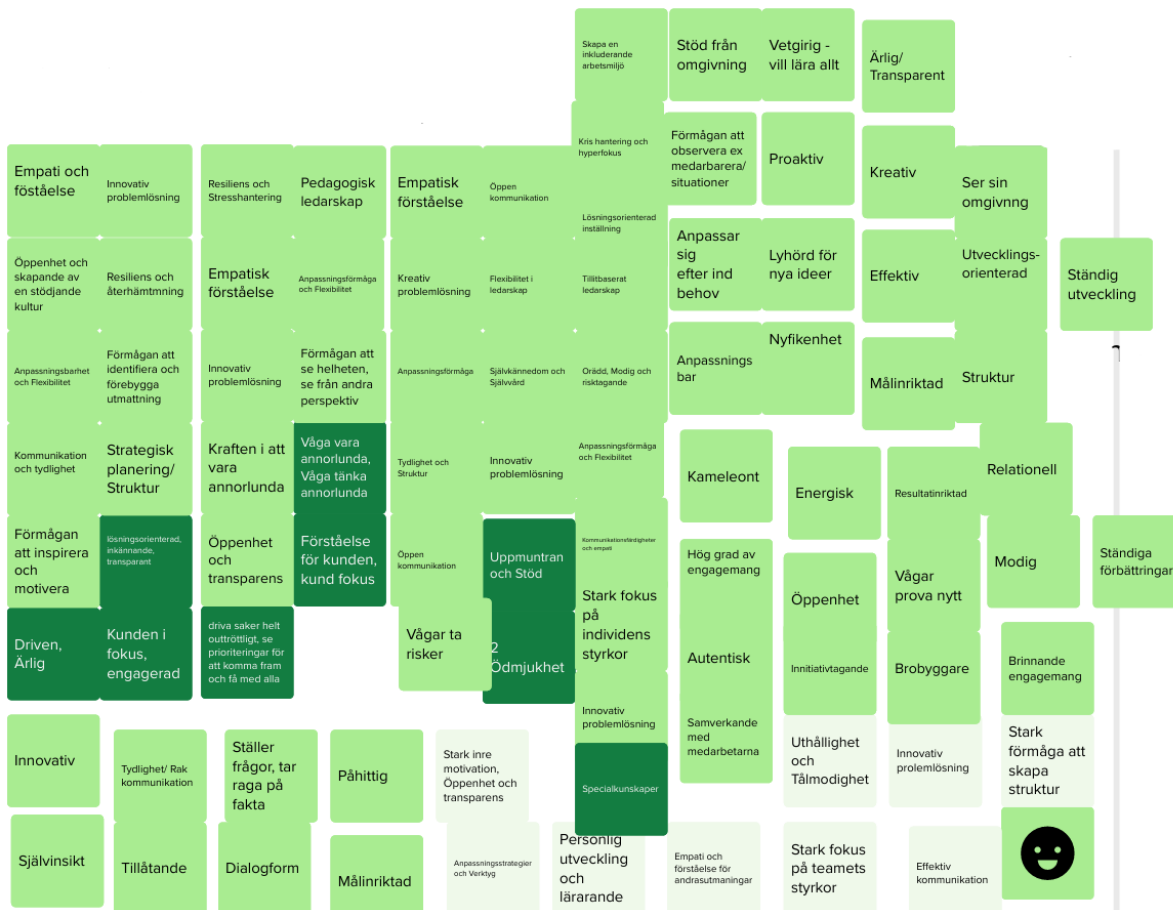 Skapa en
inkluderande
arbetsmiljö
Stöd från
omgivning
Vetgirig -
vill lära allt
Ärlig/
Transparent
Kris hantering och
hyperfokus
Förmågan att
observera ex
medarbarera/
situationer
Proaktiv
Kreativ
Empati och
föståelse
Innovativ
problemlösning
Resiliens och
Stresshantering
Pedagogisk
ledarskap
Empatisk
förståelse
Öppen
kommunikation
Ser sin
omgivnng
Lösningsorienterad
inställning
Anpassar
sig
efter ind
behov
Lyhörd för
nya ideer
Effektiv
Utvecklings-
orienterad
Ständig
utveckling
Öppenhet och
skapande av
en stödjande
kultur
Resiliens och
återhämtmning
Empatisk
förståelse
Anpassningsförmåga
och Flexibilitet
Kreativ
problemlösning
Flexibilitet i
ledarskap
Tillitbaserat
ledarskap
Anpassningsbarhet
och Flexibilitet
Förmågan att
identifiera och
förebygga
utmattning
Innovativ
problemlösning
Förmågan att
se helheten,
se från andra
perspektiv
Anpassningsförmåga
Självkännedom och
Självvård
Orädd, Modig och
risktagande
Anpassnings
bar
Nyfikenhet
Målinriktad
Struktur
Kommunikation
och tydlighet
Strategisk
planering/
Struktur
Kraften i att
vara
annorlunda
Våga vara
annorlunda,
Våga tänka
annorlunda
Tydlighet och
Struktur
Innovativ
problemlösning
Anpassningsförmåga
och Flexibilitet
Kameleont
Energisk
Resultatinriktad
Relationell
Förmågan
att inspirera
och
motivera
lösningsorienterad,
inkännande,
transparant
Öppenhet
och
transparens
Förståelse
för kunden,
kund fokus
Öppen
kommunikation
Uppmuntran
och Stöd
Kommunikationsfärdigheter
och empati
Hög grad av
engagemang
Öppenhet
Vågar
prova nytt
Modig
Ständiga
förbättringar
Driven,
Ärlig
Kunden i
fokus,
engagerad
driva saker helt
outtröttligt, se
prioriteringar för
att komma fram
och få med alla
Vågar ta
risker
2
Ödmjukhet
Stark fokus
på
individens
styrkor
Autentisk
Innitiativtagande
Brobyggare
Brinnande
engagemang
Innovativ
Tydlighet/ Rak
kommunikation
Ställer
frågor, tar
raga på
fakta
Påhittig
Stark inre
motivation,
Öppenhet och
transparens
Innovativ
problemlösning
Samverkande
med
medarbetarna
Uthållighet
och
Tålmodighet
Innovativ
prolemlösning
Stark
förmåga att
skapa
struktur
Specialkunskaper
Självinsikt
Tillåtande
Dialogform
Målinriktad
Anpassningsstrategier
och Verktyg
Personlig
utveckling
och
lärarande
Empati och
förståelse för
andrasutmaningar
Stark fokus
på teamets
styrkor
Effektiv
kommunikation